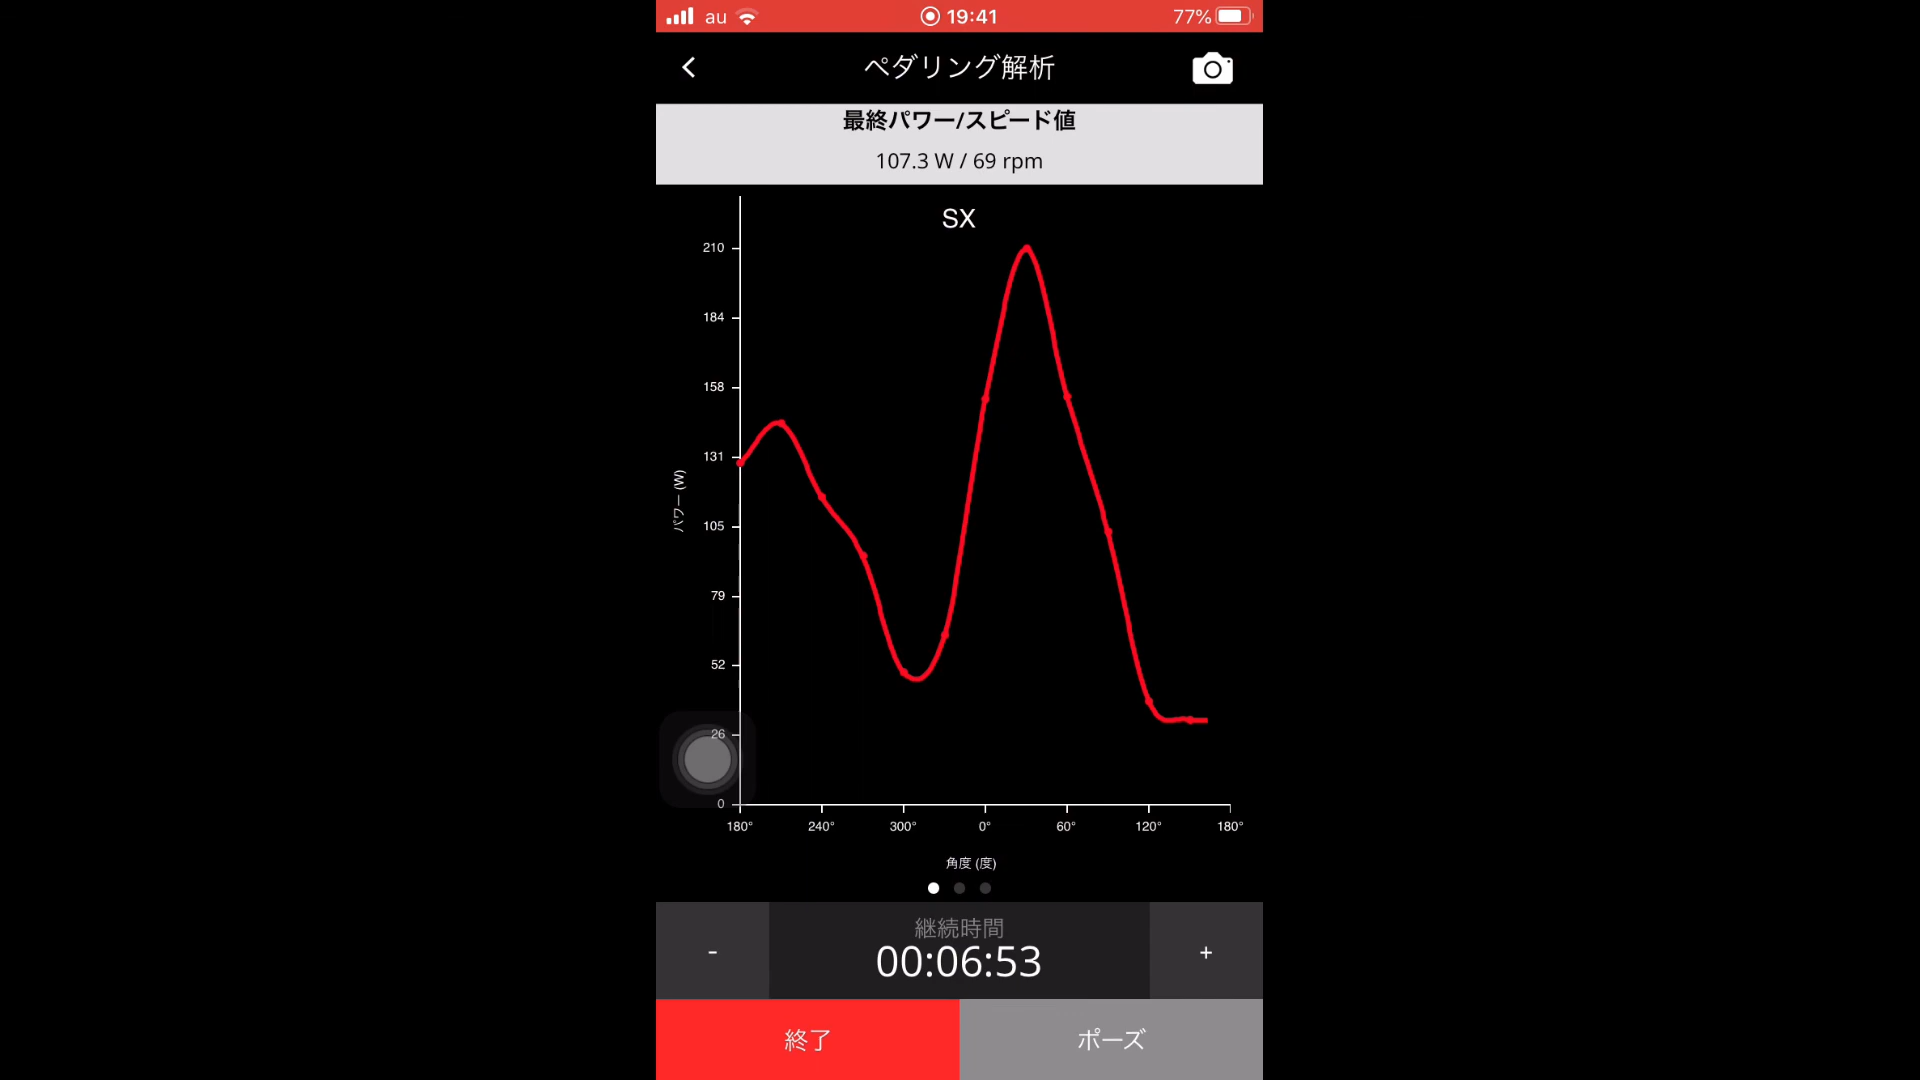 au 19:41 77%
ペダリング解析
最終パワー/スピード値
107.3 W / 69 rpm
SX
210
184
158
131
105
79
52
26
0
パワー (W)
180° 240° 300° 0° 60° 120° 180°
角度 (度)
継続時間
- 00:06:53 +
終了 ポーズ